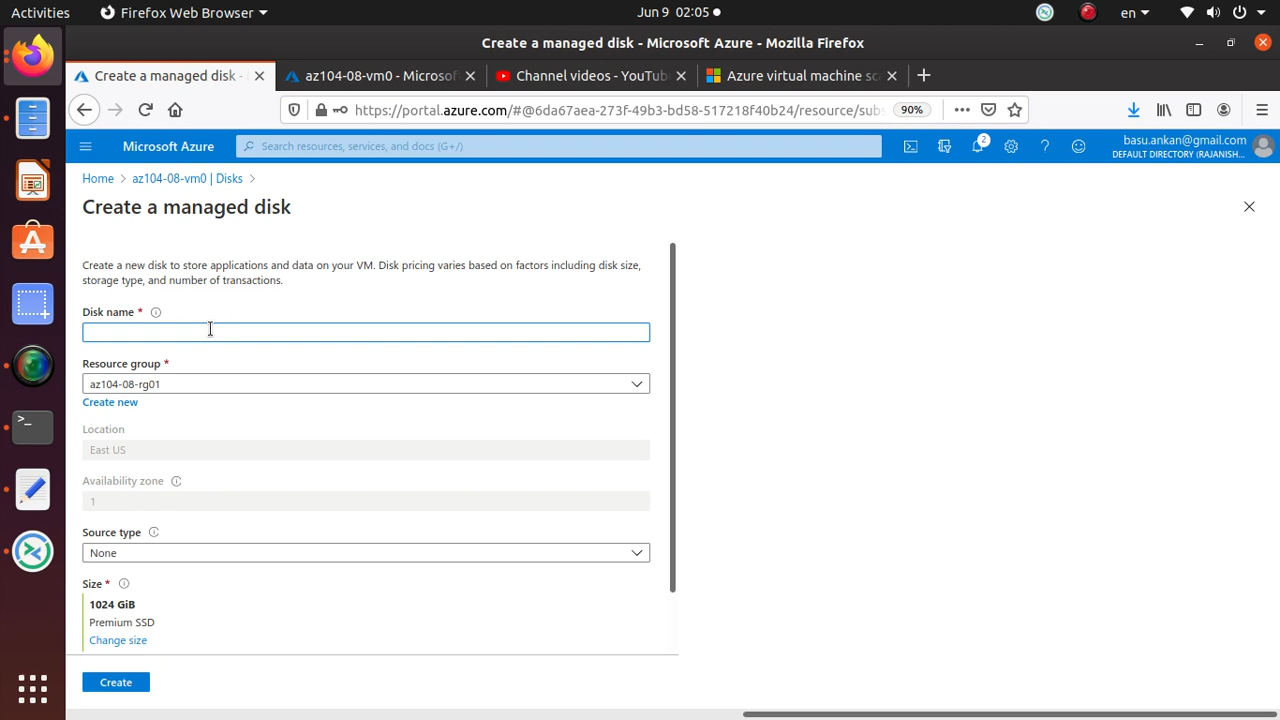 Activities
Firefox Web Browser
Jun 9 02:05
en
Create a managed disk - Microsoft Azure - Mozilla Firefox
Create a managed disk -
az104-08-vm0 - Microsof
Channel videos - YouTub
Azure virtual machine sc
https://portal.azure.com/#@6da67aea-273f-49b3-bd58-517218f40b24/resource/subs
90%
Microsoft Azure
Search resources, services, and docs (G+/)
2
basu.ankan@gmail.com
DEFAULT DIRECTORY (RAJANISH...
Home > az104-08-vm0 | Disks >
Create a managed disk
Create a new disk to store applications and data on your VM. Disk pricing varies based on factors including disk size,
storage type, and number of transactions.
Disk name *
Resource group *
az104-08-rg01
Create new
Location
East US
Availability zone
1
Source type
None
Size *
1024 GiB
Premium SSD
Change size
Create